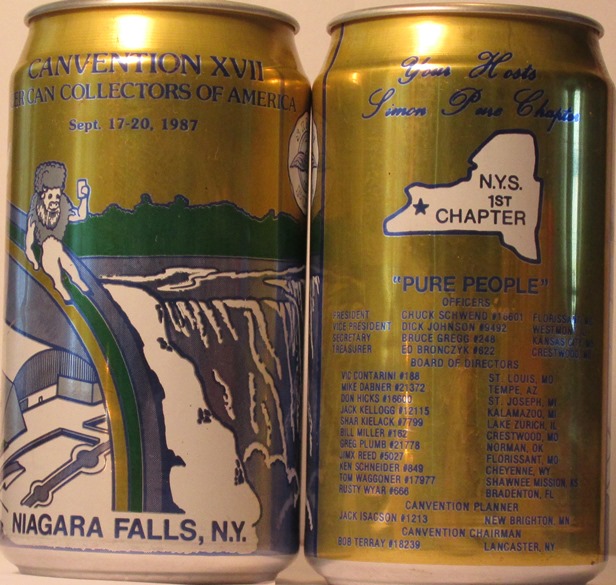 CANVENTION XVII
ER CAN COLLECTORS OF AMERICA
Sept. 17-20, 1987
NIAGARA FALLS, N.Y.
Your Hosts
Simon Pure Chapter
N.Y.S.
1ST
CHAPTER
"PURE PEOPLE"
OFFICERS
PRESIDENT CHUCK SCHWEND #16601
VICE PRESIDENT DICK JOHNSON #9492
SECRETARY BRUCE GREGG #248
TREASURER ED BRONCZYK #622 CRESTWOOD
BOARD OF DIRECTORS
VIC CONTARINI #188 ST. LOUIS, MO
MIKE DABNER #21372 TEMPE, AZ
DON HICKS #16600 ST. JOSEPH, MI
JACK KELLOGG #12115 KALAMAZOO, MI
SHAR KIELACK #7799 LAKE ZURICH, IL
BILL MILLER #162 CRESTWOOD, MO
GREG PLUMB #21778 NORMAN, OK
JIMX REED #5027 FLORISSANT, MO
KEN SCHNEIDER #849 CHEYENNE, WY
TOM WAGGONER #17977 SHAWNEE MISSION, KS
RUSTY WYAR #666 BRADENTON, FL
CANVENTION PLANNER
JACK ISACSON #1213 NEW BRIGHTON, MN
CANVENTION CHAIRMAN
BOB TERRAY #18239 LANCASTER, NY